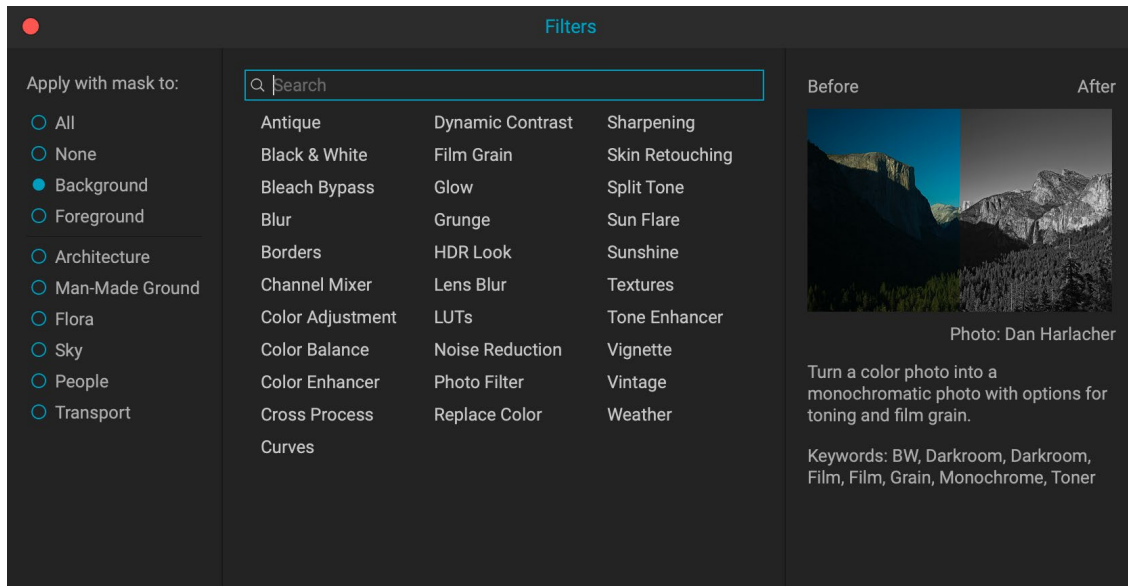 Filters
Apply with mask to:
All
None
Background
Foreground
Architecture
Man-Made Ground
Flora
Sky
People
Transport
Search
Antique
Black & White
Bleach Bypass
Blur
Borders
Channel Mixer
Color Adjustment
Color Balance
Color Enhancer
Cross Process
Curves
Dynamic Contrast
Film Grain
Glow
Grunge
HDR Look
Lens Blur
LUTs
Noise Reduction
Photo Filter
Replace Color
Sharpening
Skin Retouching
Split Tone
Sun Flare
Sunshine
Textures
Tone Enhancer
Vignette
Vintage
Weather
Before
After
Photo: Dan Harlacher
Turn a color photo into a
monochromatic photo with options for
toning and film grain.
Keywords: BW, Darkroom, Darkroom,
Film, Film, Grain, Monochrome, Toner